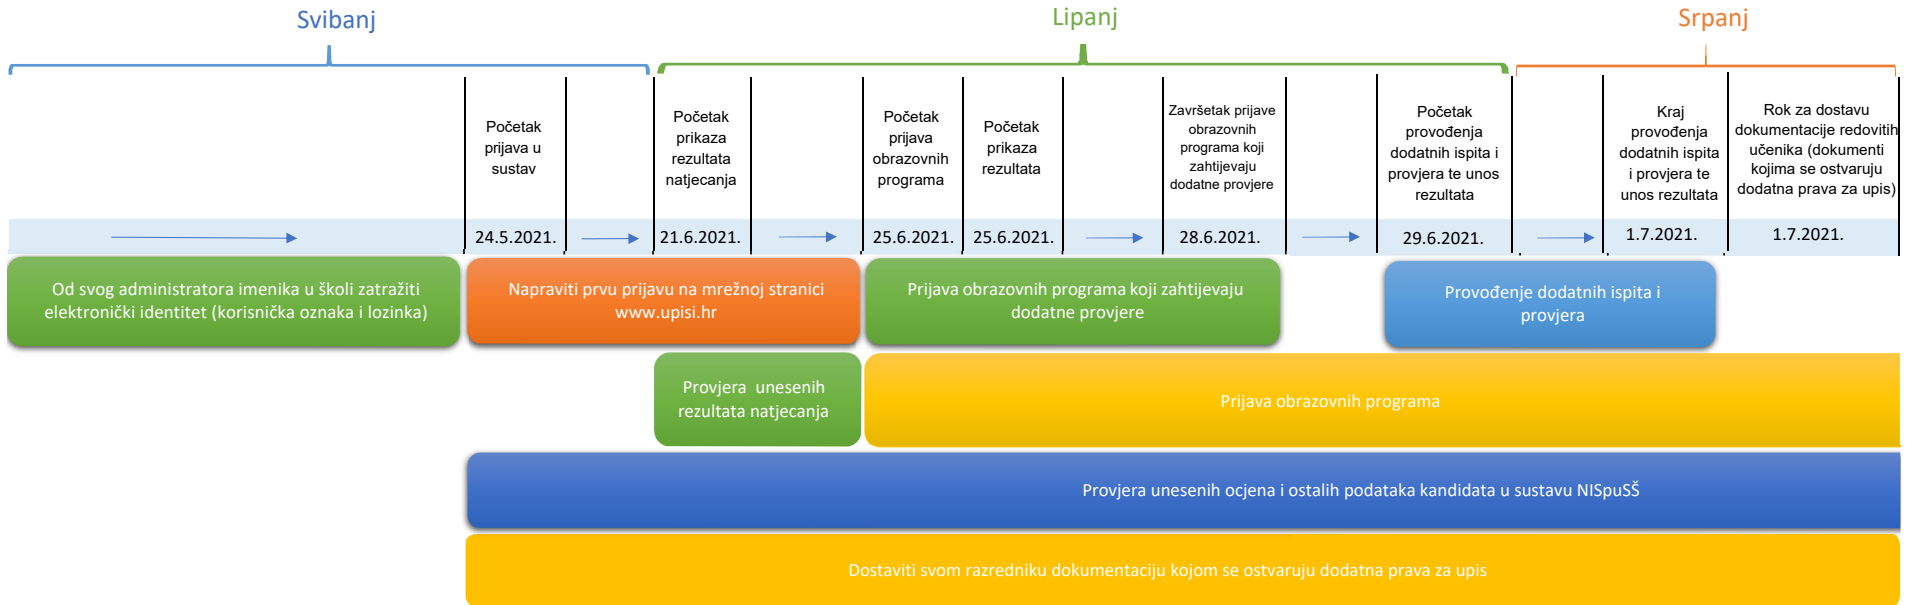 Svibanj
Lipanj
Srpanj
Početak
prijava u
sustav
Početak
prikaza
rezultata
natjecanja
Početak
prijava
obrazovnih
programa
Početak
prikaza
rezultata
Završetak prijave
obrazovnih
programa koji
zahtijevaju
dodatne provjere
Početak
provođenja
dodatnih ispita i
provjera te unos
rezultata
Kraj
provođenja
dodatnih ispita
i provjera te
unos rezultata
Rok za dostavu
dokumentacije redovitih
učenika (dokumenti
kojima se ostvaruju
dodatna prava za upis)
24.5.2021.
21.6.2021.
25.6.2021.
25.6.2021.
28.6.2021.
29.6.2021.
1.7.2021.
1.7.2021.
Od svog administratora imenika u školi zatražiti
elektronički identitet (korisnička oznaka i lozinka)
Napraviti prvu prijavu na mrežnoj stranici
www.upisi.hr
Prijava obrazovnih programa koji zahtijevaju
dodatne provjere
Provođenje dodatnih ispita i
provjera
Provjera  unesenih
rezultata natjecanja
Prijava obrazovnih programa
Provjera unesenih ocjena i ostalih podataka kandidata u sustavu NISpuSŠ
Dostaviti svom razredniku dokumentaciju kojom se ostvaruju dodatna prava za upis